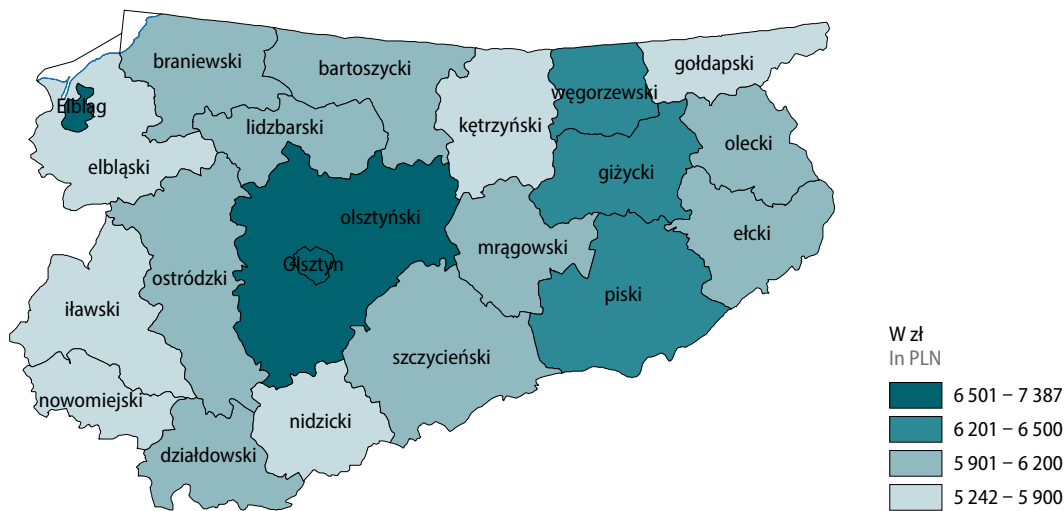 braniewski
bartoszycki
gołdapski
węgorzewski
Elbląg
lidzbarski
kętrzyński
olecki
elbląski
giżycki
olsztyński
ełcki
mrągowski
Olsztyn
ostródzki
piski
iławski
szczycieński
nowomiejski
nidzicki
działdowski
W zł
In PLN
6 501 – 7 387
6 201 – 6 500
5 901 – 6 200
5 242 – 5 900